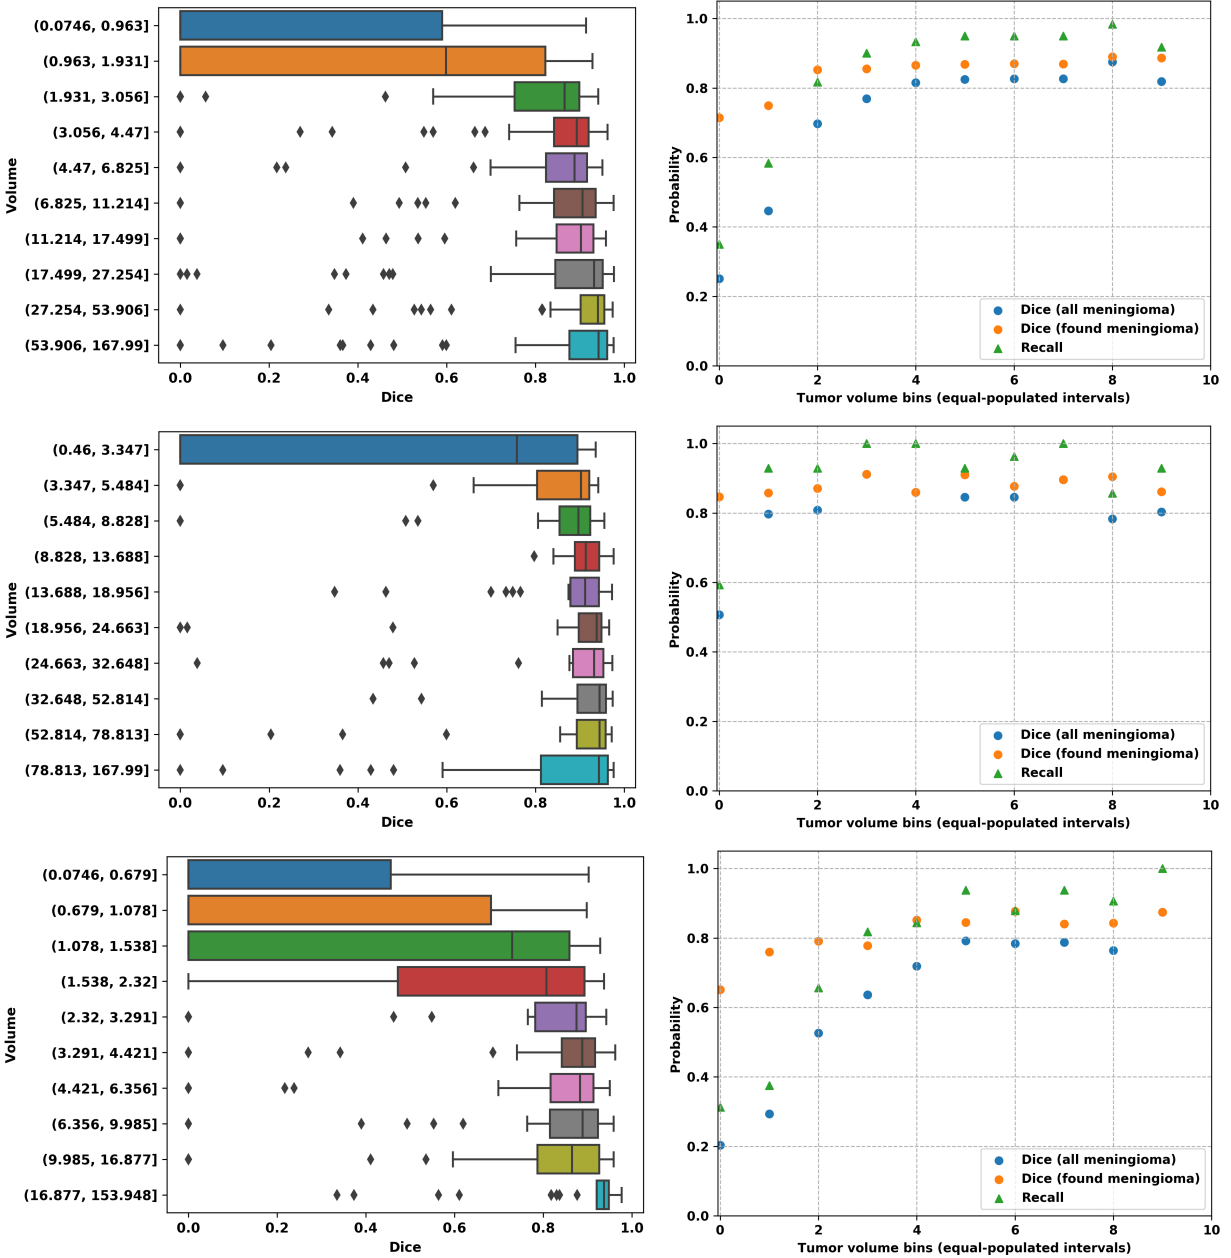 Volume
(0.0746, 0.963]
(0.963, 1.931]
(1.931, 3.056]
(3.056, 4.47]
(4.47, 6.825]
(6.825, 11.214]
(11.214, 17.499]
(17.499, 27.254]
(27.254, 53.906]
(53.906, 167.99]
0.0 0.2 0.4 0.6 0.8 1.0
Dice
Probability
1.0
0.8
0.6
0.4
0.2
0.0
Dice (all meningioma)
Dice (found meningioma)
Recall
0 2 4 6 8 10
Tumor volume bins (equal-populated intervals)
Volume
(0.46, 3.347]
(3.347, 5.484]
(5.484, 8.828]
(8.828, 13.688]
(13.688, 18.956]
(18.956, 24.663]
(24.663, 32.648]
(32.648, 52.814]
(52.814, 78.813]
(78.813, 167.99]
0.0 0.2 0.4 0.6 0.8 1.0
Dice
Probability
1.0
0.8
0.6
0.4
0.2
0.0
Dice (all meningioma)
Dice (found meningioma)
Recall
0 2 4 6 8 10
Tumor volume bins (equal-populated intervals)
Volume
(0.0746, 0.679]
(0.679, 1.078]
(1.078, 1.538]
(1.538, 2.32]
(2.32, 3.291]
(3.291, 4.421]
(4.421, 6.356]
(6.356, 9.985]
(9.985, 16.877]
(16.877, 153.948]
0.0 0.2 0.4 0.6 0.8 1.0
Dice
Probability
1.0
0.8
0.6
0.4
0.2
0.0
Dice (all meningioma)
Dice (found meningioma)
Recall
0 2 4 6 8 10
Tumor volume bins (equal-populated intervals)